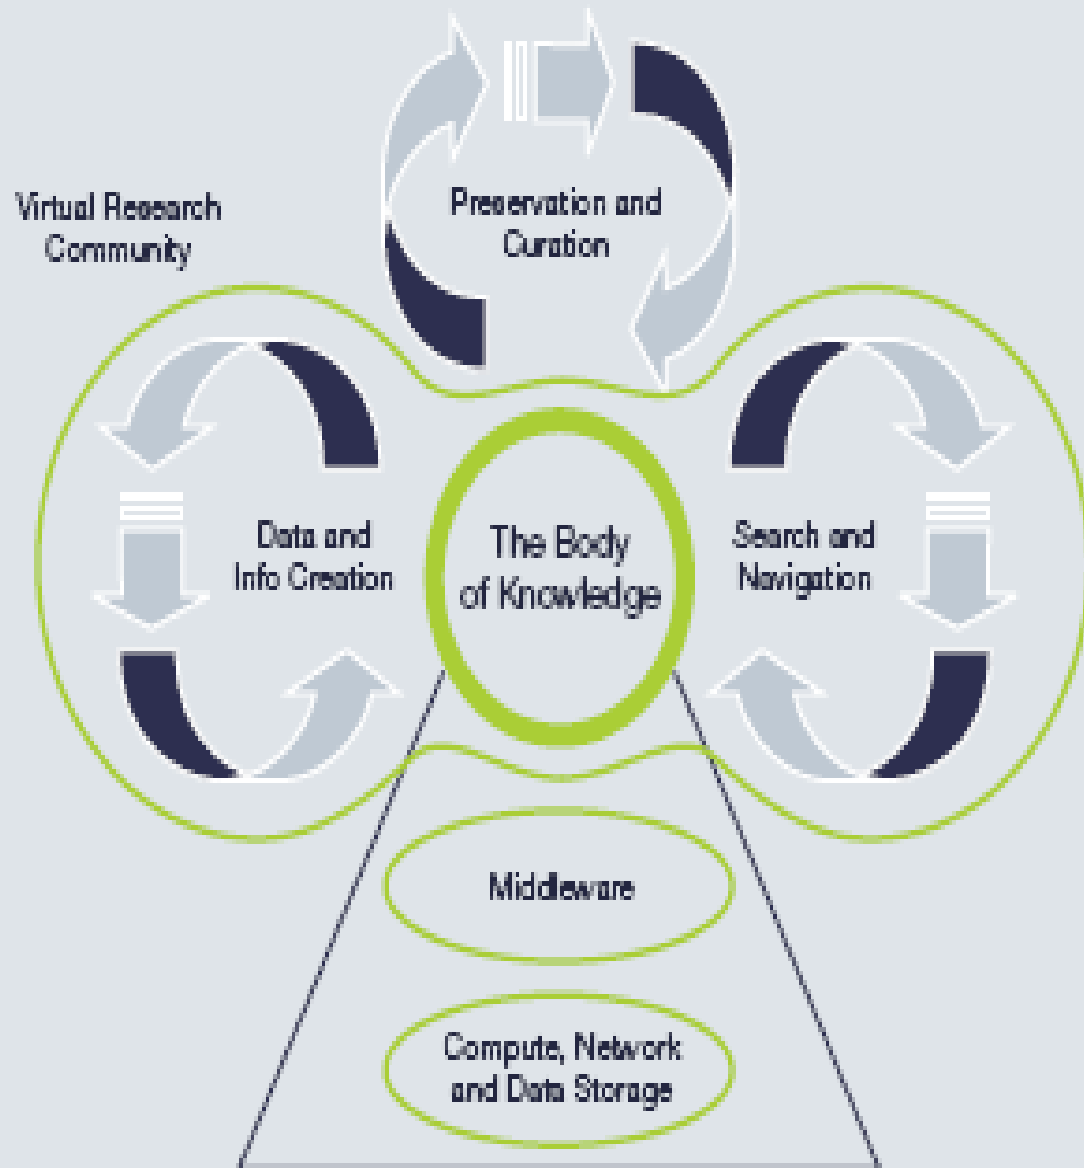 Virtual Research
Community
Preservation and
Curation
Data and
Info Creation
The Body
of Knowledge
Search and
Navigation
Middleware
Compute, Network
and Data Storage